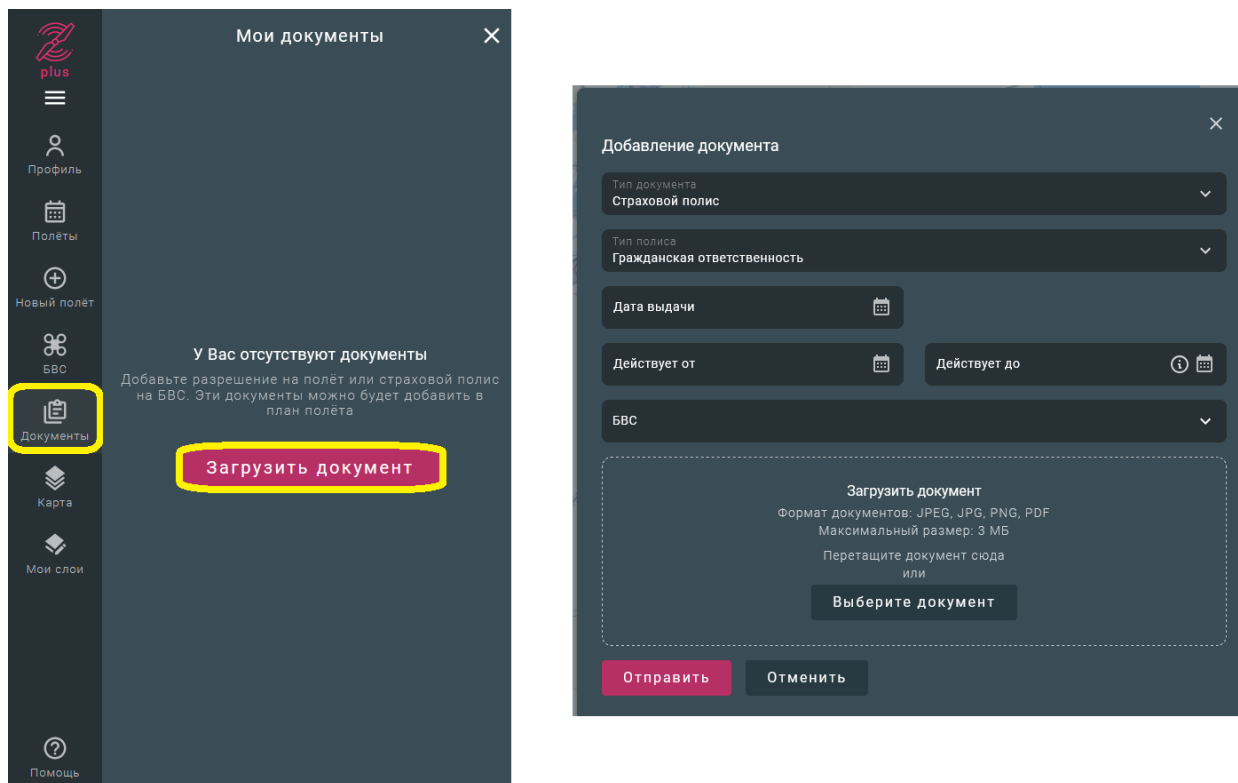 plus
Профиль
Полёты
Новый полёт
БВС
Документы
Карта
Мои слои
Помощь
Мои документы
У Вас отсутствуют документы
Добавьте разрешение на полёт или страховой полис
на БВС. Эти документы можно будет добавить в
план полёта
Загрузить документ
Добавление документа
Тип документа
Страховой полис
Тип полиса
Гражданская ответственность
Дата выдачи
Действует от
Действует до
БВС
Загрузить документ
Формат документов: JPEG, JPG, PNG, PDF
Максимальный размер: 3 МБ
Перетащите документ сюда
или
Выберите документ
Отправить
Отменить